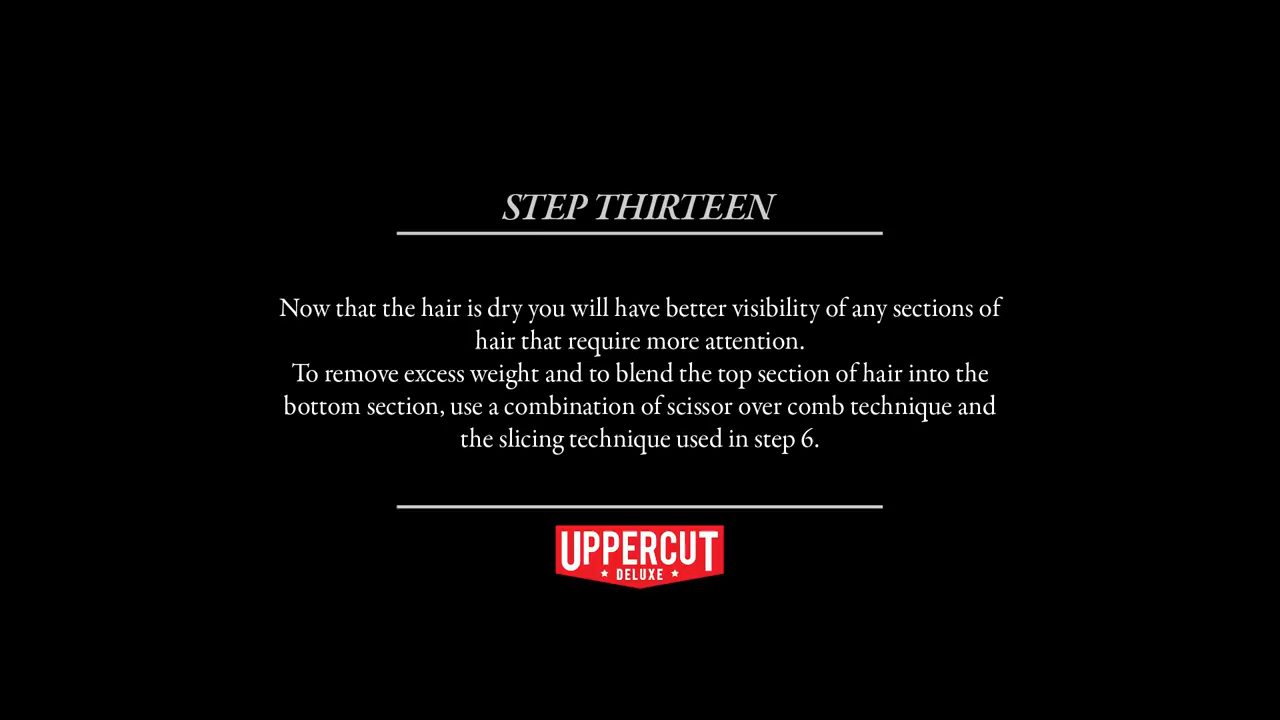 STEP THIRTEEN
Now that the hair is dry you will have better visibility of any sections of
hair that require more attention.
To remove excess weight and to blend the top section of hair into the
bottom section, use a combination of scissor over comb technique and
the slicing technique used in step 6.
UPPERCUT
DELUXE